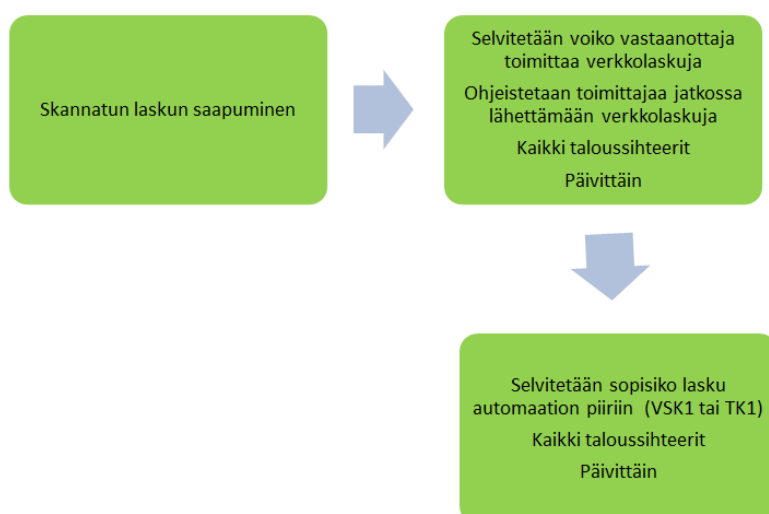 Skannatun laskun saapuminen
Selvitetään voiko vastaanottaja
toimittaa verkkolaskuja
Ohjeistetaan toimittajaa jatkossa
lähettämään verkkolaskuja
Kaikki taloussihteerit
Päivittäin
Selvitetään sopisiko lasku
automaation piiriin (VSK1 tai TK1)
Kaikki taloussihteerit
Päivittäin